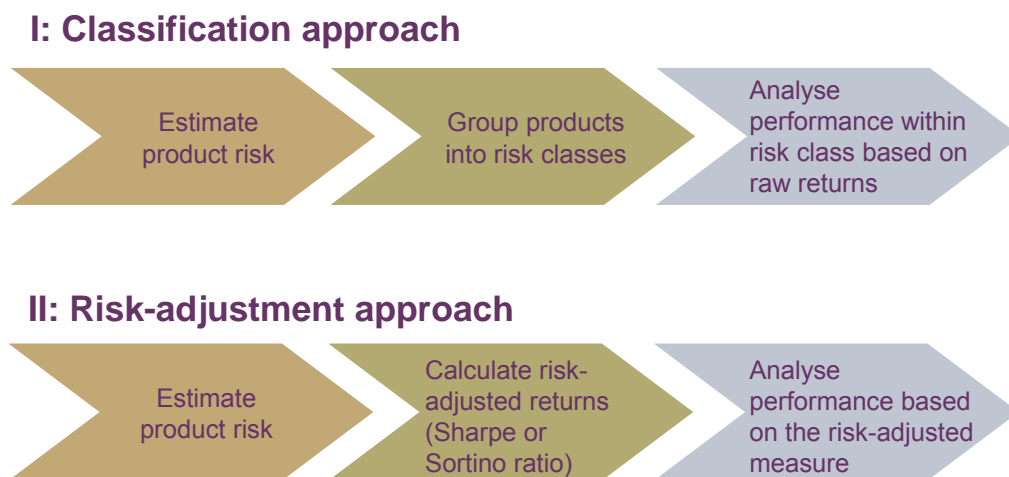 I: Classification approach
Estimate
product risk
Group products
into risk classes
Analyse
performance within
risk class based on
raw returns
II: Risk-adjustment approach
Estimate
product risk
Calculate risk-
adjusted returns
(Sharpe or
Sortino ratio)
Analyse
performance based
on the risk-adjusted
measure